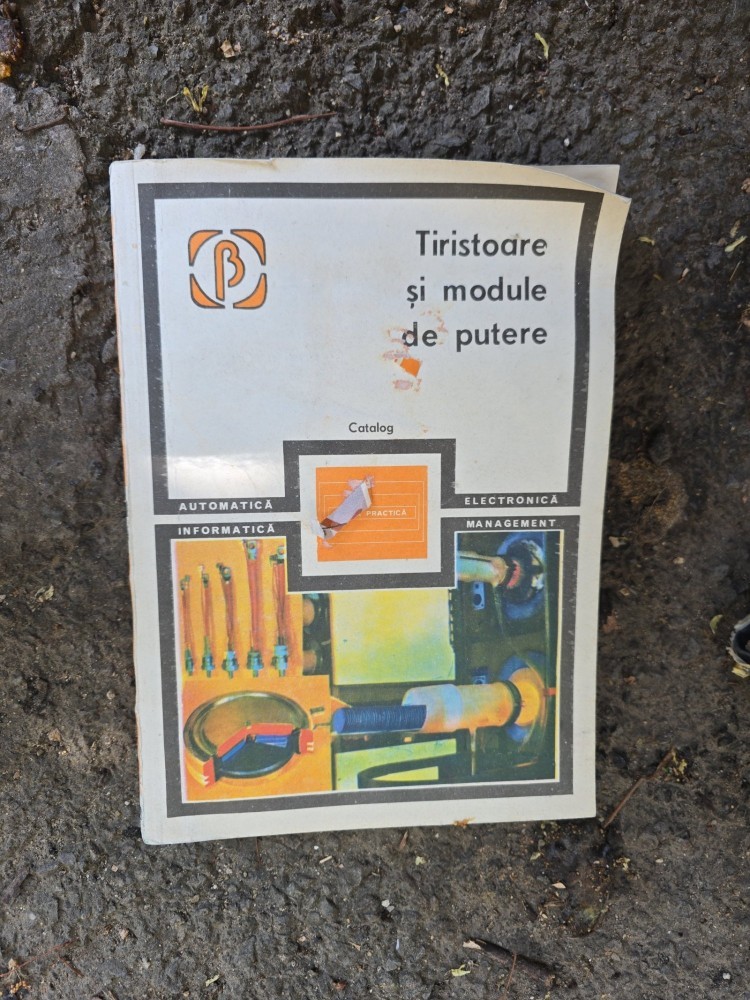 β
Tiristoare
și module
de putere
Catalog
AUTOMATICĂ
INFORMATICĂ
PRACTICĂ
ELECTRONICĂ
MANAGEMENT